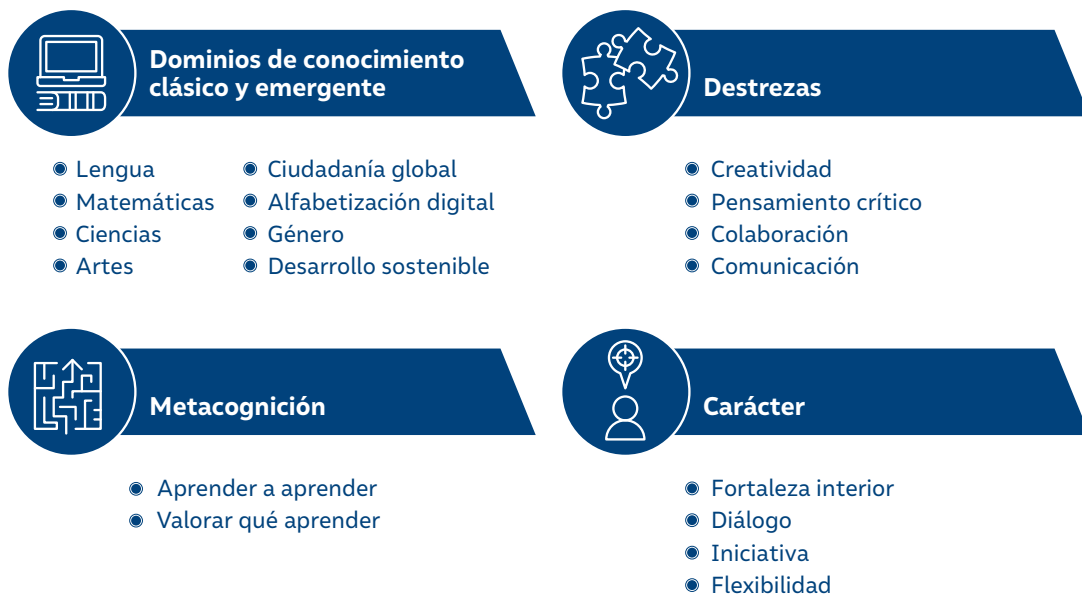 Dominios de conocimiento
clásico y emergente
Lengua
Matemáticas
Ciencias
Artes
Ciudadanía global
Alfabetización digital
Género
Desarrollo sostenible
Destrezas
Creatividad
Pensamiento crítico
Colaboración
Comunicación
Metacognición
Aprender a aprender
Valorar qué aprender
Carácter
Fortaleza interior
Diálogo
Iniciativa
Flexibilidad